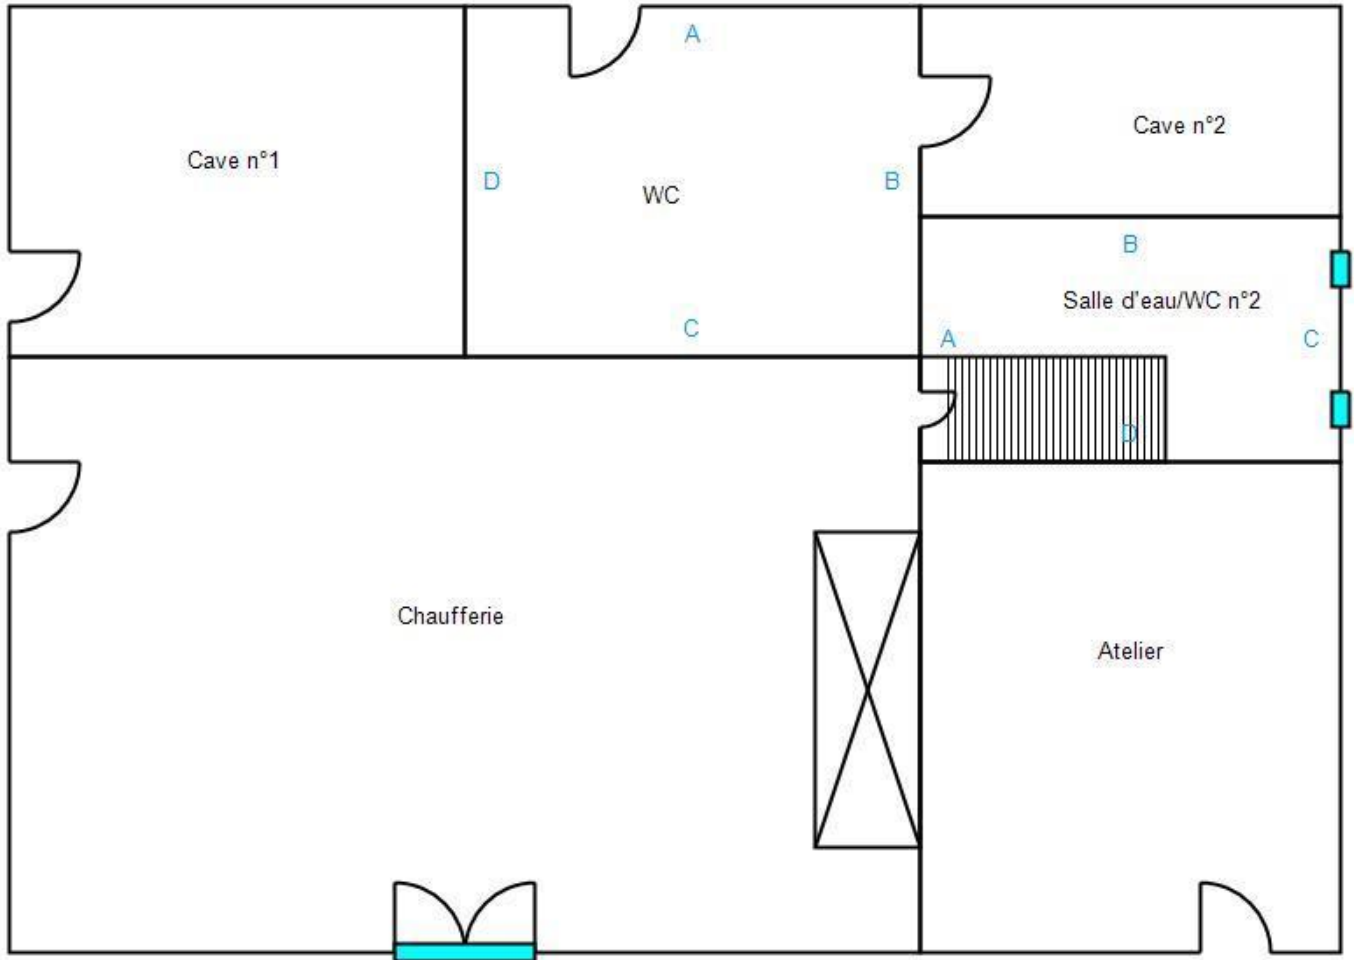 A
Cave n°2
Cave n°1
D
WC
B
B
Salle d'eau/WC n°2
C
A
C
D
Chaufferie
Atelier